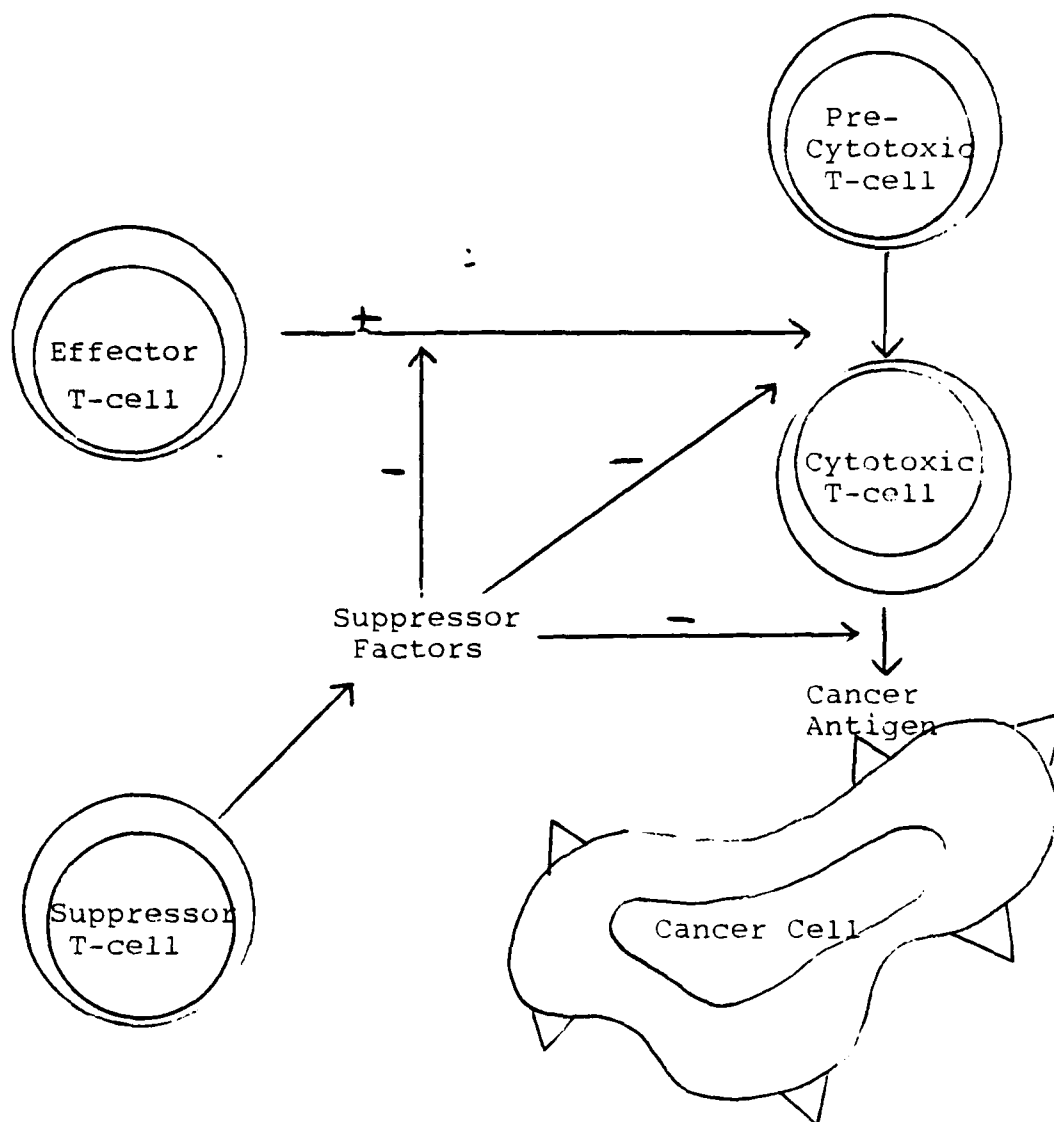 Pre-
Cytotoxic
T-cell
+
Effector
T-cell
-
-
Cytotoxic
T-cell
Suppressor
Factors
-
Cancer
Antigen
Suppressor
T-cell
Cancer Cell